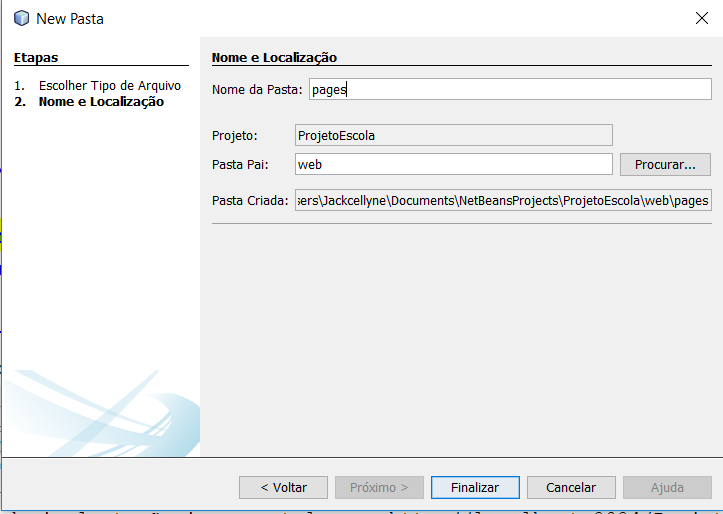 New Pasta
Etapas
1. Escolher Tipo de Arquivo
2. Nome e Localização
Nome e Localização
Nome da Pasta: pages
Projeto: ProjetoEscola
Pasta Pai: web Procurar...
Pasta Criada: sers\Jackcellyne\Documents\NetBeansProjects\ProjetoEscola\web\pages
< Voltar Próximo > Finalizar Cancelar Ajuda